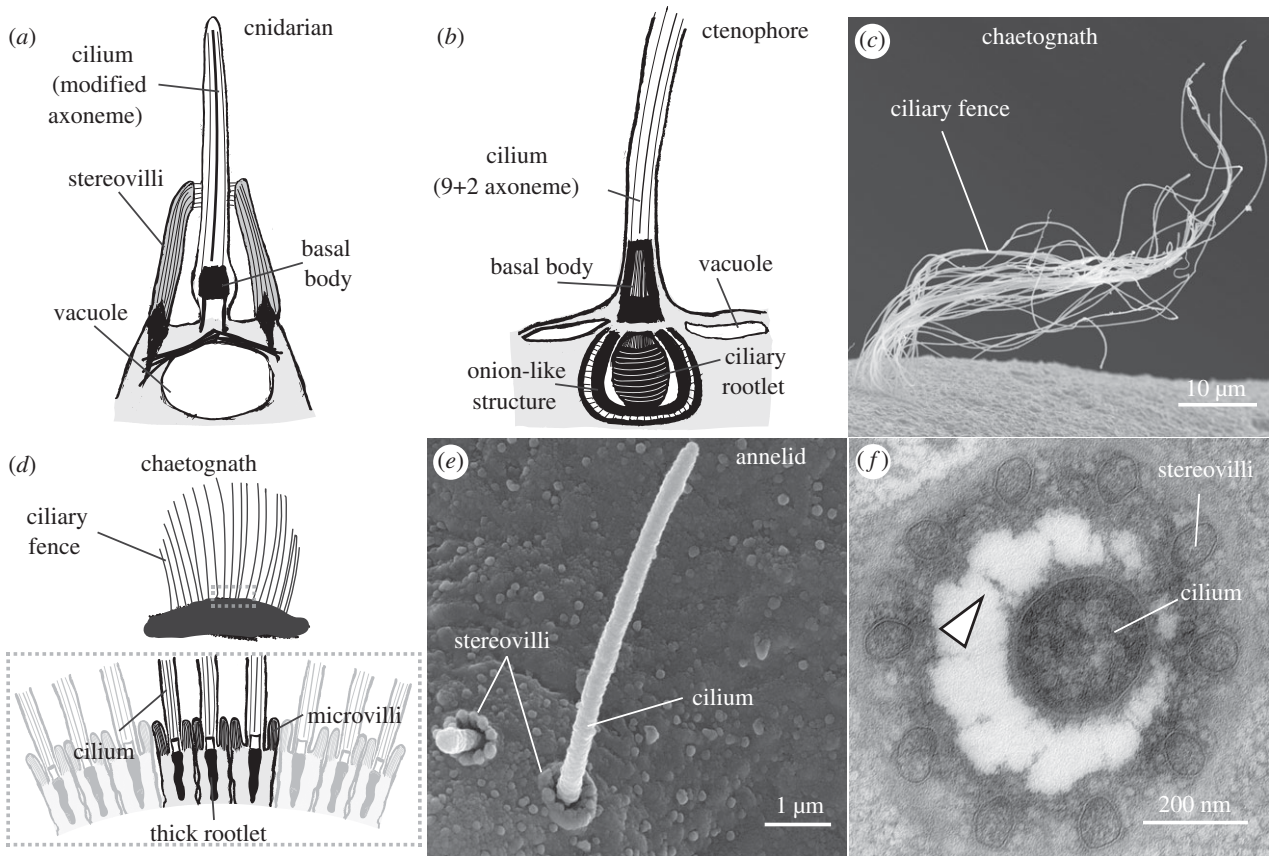 (a)
cnidarian
cilium
(modified
axoneme)
stereovilli
basal
body
vacuole
(b)
ctenophore
cilium
(9+2 axoneme)
basal body
vacuole
onion-like
structure
ciliary
rootlet
(c)
chaetognath
ciliary fence
10 µm
(d)
chaetognath
ciliary
fence
microvilli
cilium
thick rootlet
(e)
annelid
stereovilli
cilium
1 µm
(f)
stereovilli
cilium
200 nm